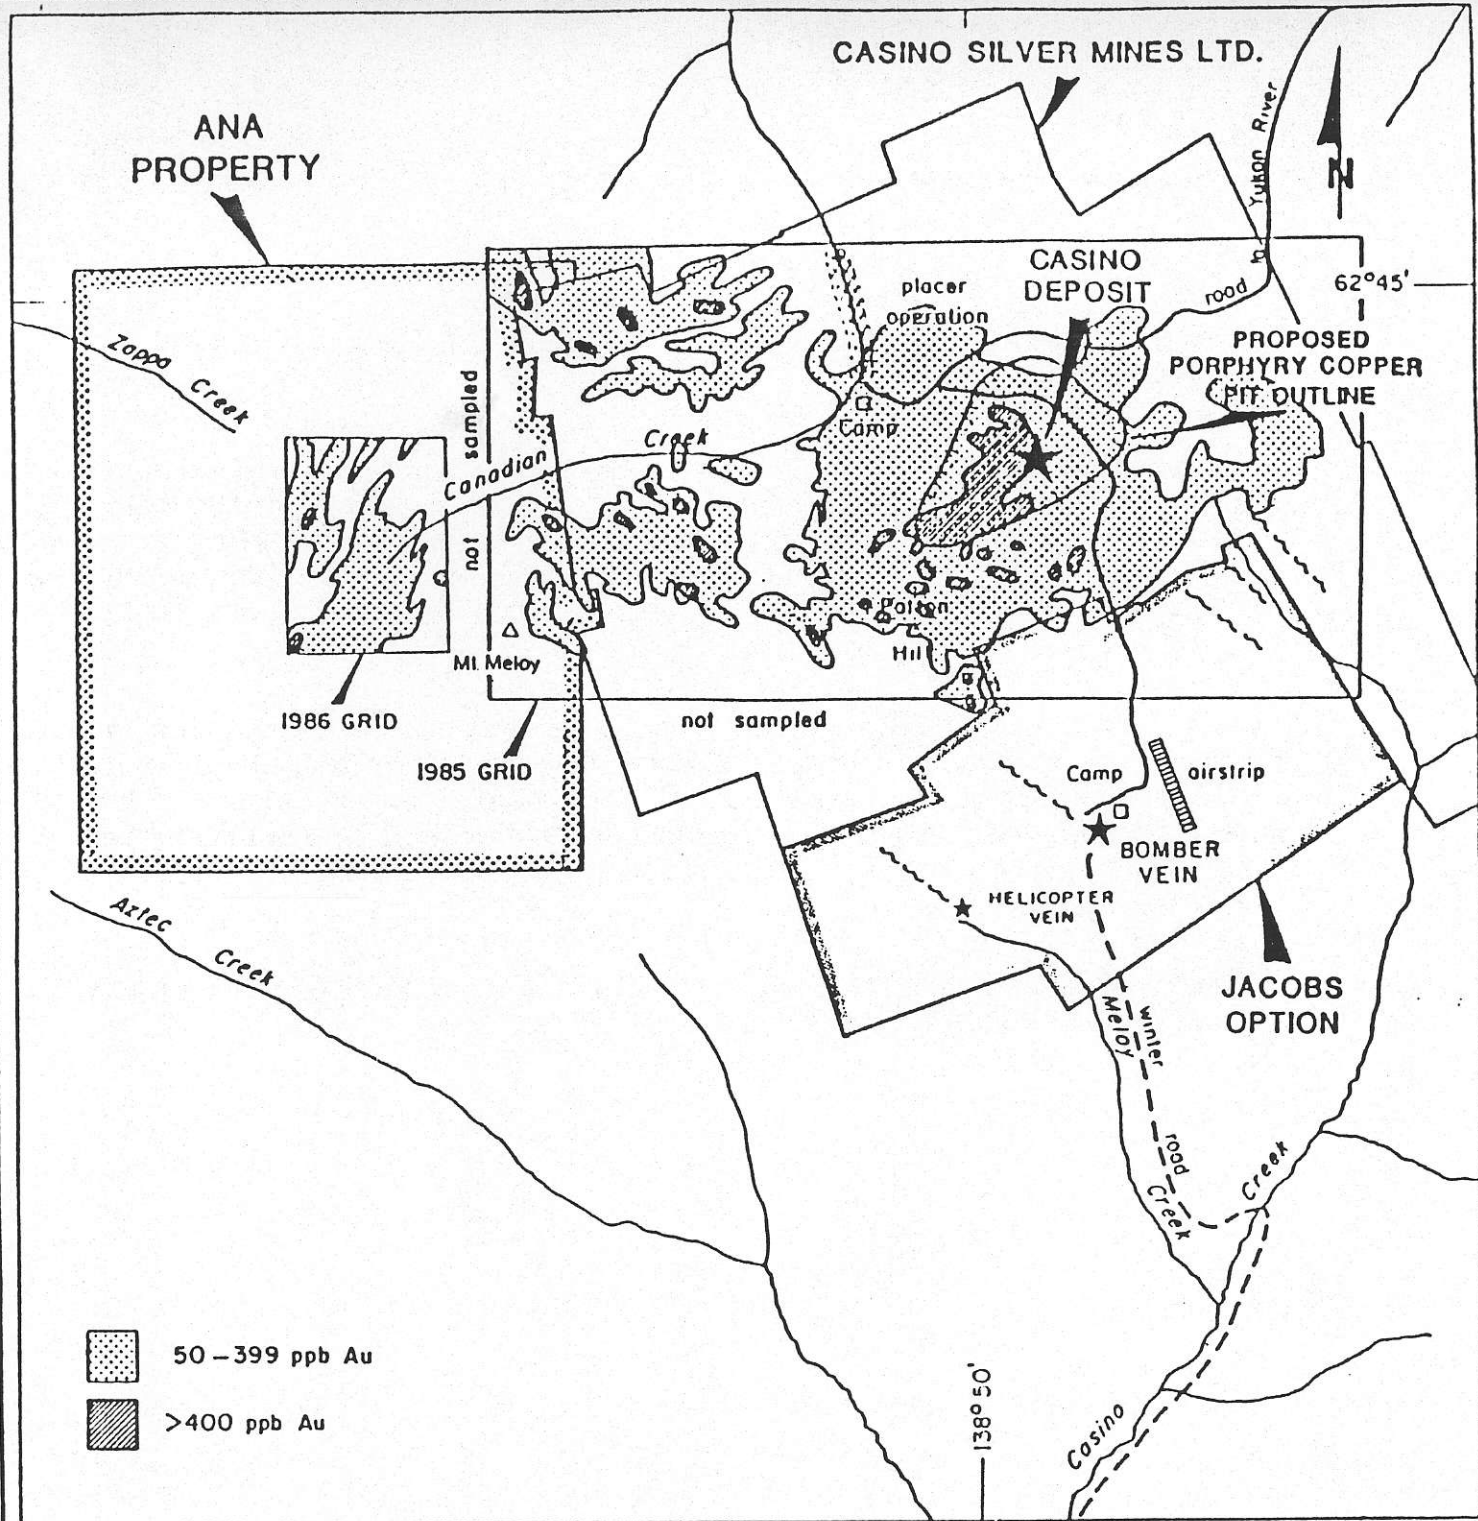 CASINO SILVER MINES LTD.
ANA
PROPERTY
road to Yukon River
N
62°45'
CASINO
DEPOSIT
placer
operation
PROPOSED
PORPHYRY COPPER
PIT OUTLINE
Zappa Creek
not sampled
Canadian Creek
Camp
Patton
Hill
Mt. Meloy
1986 GRID
1985 GRID
not sampled
Camp
airstrip
BOMBER
VEIN
HELICOPTER
VEIN
Aztec Creek
JACOBS
OPTION
Meloy Creek
winter road
Casino Creek
50-399 ppb Au
>400 ppb Au
138°50'